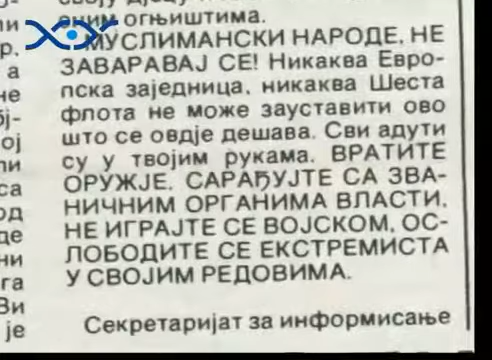 огњиштима.
МУСЛИМАНСКИ НАРОДЕ, НЕ
ЗАВАРАВАЈ СЕ! Никаква Евро-
пска заједница, никаква Шеста
флота не може зауставити ово
што се овдје дешава. Сви адути
су у твојим рукама. ВРАТИТЕ
ОРУЖЈЕ. САРАЂУЈТЕ СА ЗВА-
НИЧНИМ ОРГАНИМА ВЛАСТИ.
НЕ ИГРАЈТЕ СЕ ВОЈСКОМ, ОС-
ЛОБОДИТЕ СЕ ЕКСТРЕМИСТА
У СВОЈИМ РЕДОВИМА.
Секретаријат за информисање